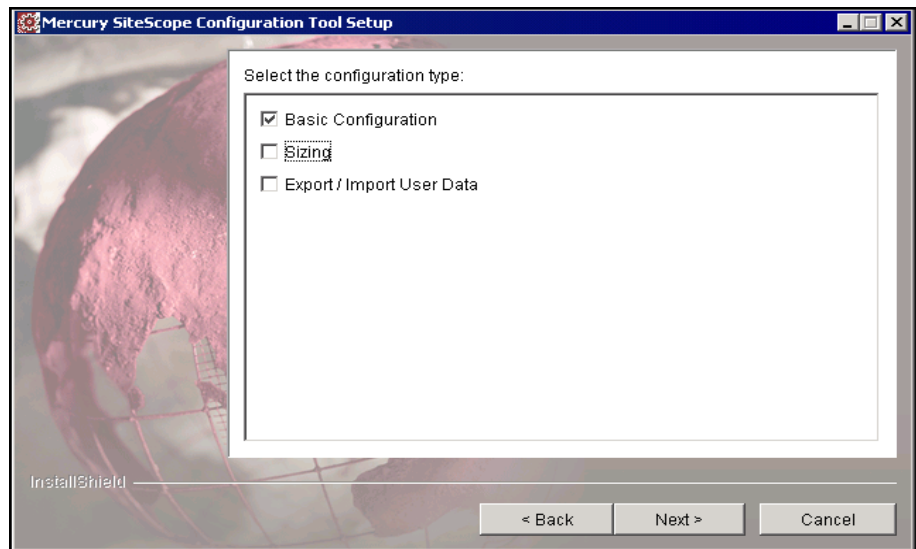 Mercury SiteScope Configuration Tool Setup
Select the configuration type:
Basic Configuration
Sizing
Export / Import User Data
InstallShield
< Back
Next >
Cancel